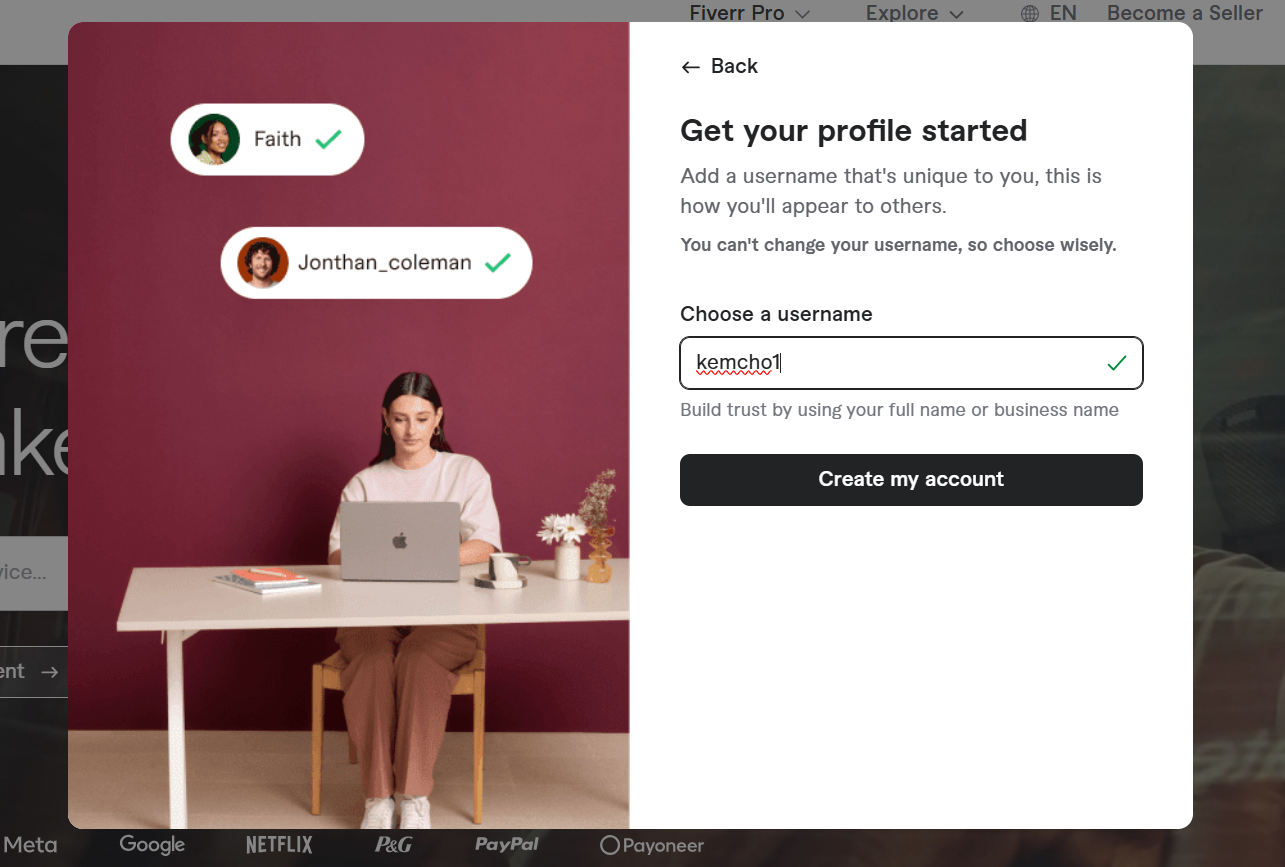 Fiverr Pro
Explore
EN
Become a Seller
Back
Faith
Get your profile started
Add a username that's unique to you, this is
how you'll appear to others.
You can't change your username, so choose wisely.
Jonthan_coleman
Choose a username
kemcho1
Build trust by using your full name or business name
Create my account
re
ke
vice...
ent →
Meta
Google
NETFLIX
P&G
PayPal
Payoneer